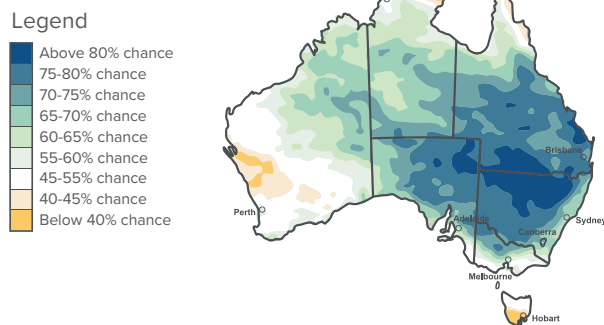 Legend
Above 80% chance
75-80% chance
70-75% chance
65-70% chance
60-65% chance
55-60% chance
45-55% chance
40-45% chance
Below 40% chance
Brisbane
Perth
Adelaide
Sydney
Canberra
Melbourne
Hobart